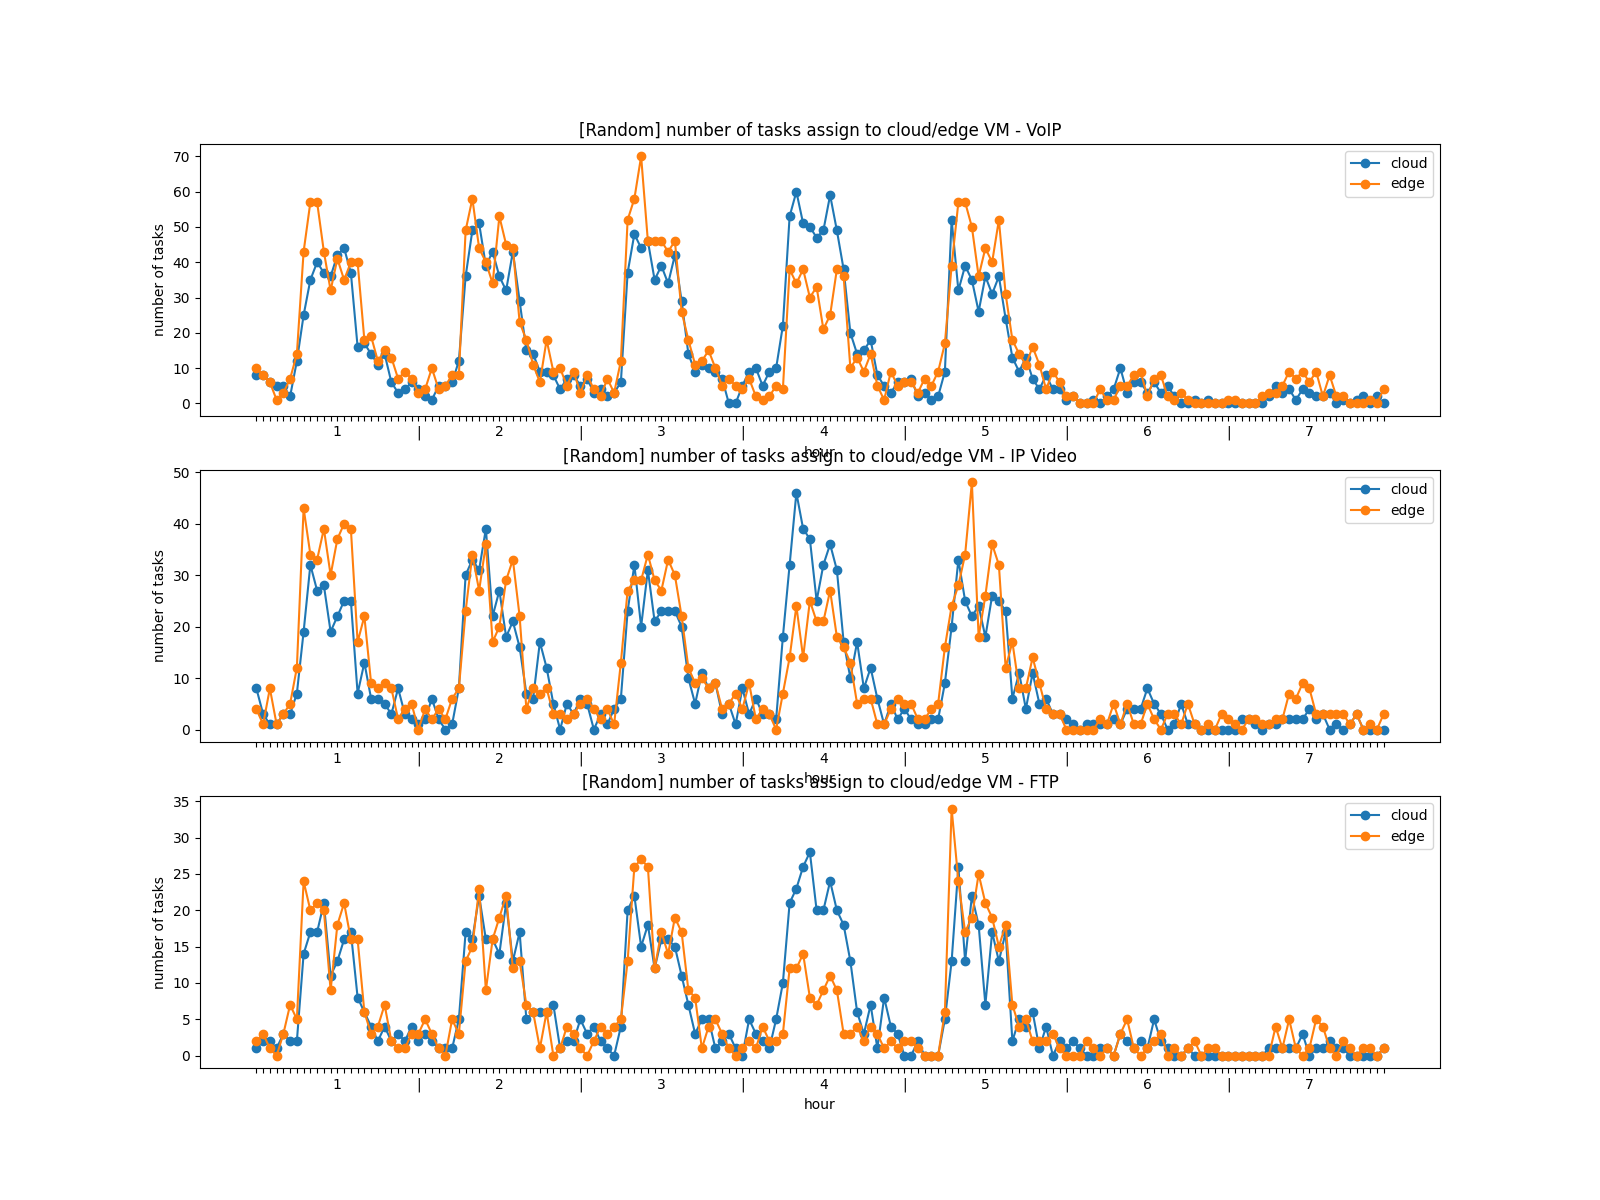 [Random] number of tasks assign to cloud/edge VM - VoIP
number of tasks
70
60
50
40
30
20
10
0
cloud
edge
1 | 2 | 3 | 4 | 5 | 6 | 7
hour
[Random] number of tasks assign to cloud/edge VM - IP Video
number of tasks
50
40
30
20
10
0
cloud
edge
1 | 2 | 3 | 4 | 5 | 6 | 7
hour
[Random] number of tasks assign to cloud/edge VM - FTP
number of tasks
35
30
25
20
15
10
5
0
cloud
edge
1 | 2 | 3 | 4 | 5 | 6 | 7
hour